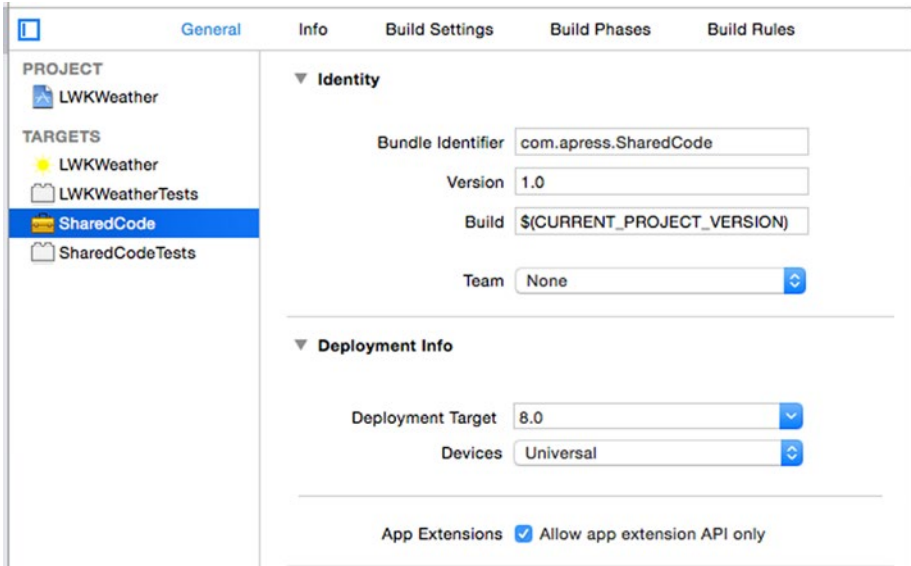 General Info Build Settings Build Phases Build Rules
PROJECT
LWKWeather
TARGETS
LWKWeather
LWKWeatherTests
SharedCode
SharedCodeTests
Identity
Bundle Identifier com.apress.SharedCode
Version 1.0
Build $(CURRENT_PROJECT_VERSION)
Team None
Deployment Info
Deployment Target 8.0
Devices Universal
App Extensions Allow app extension API only